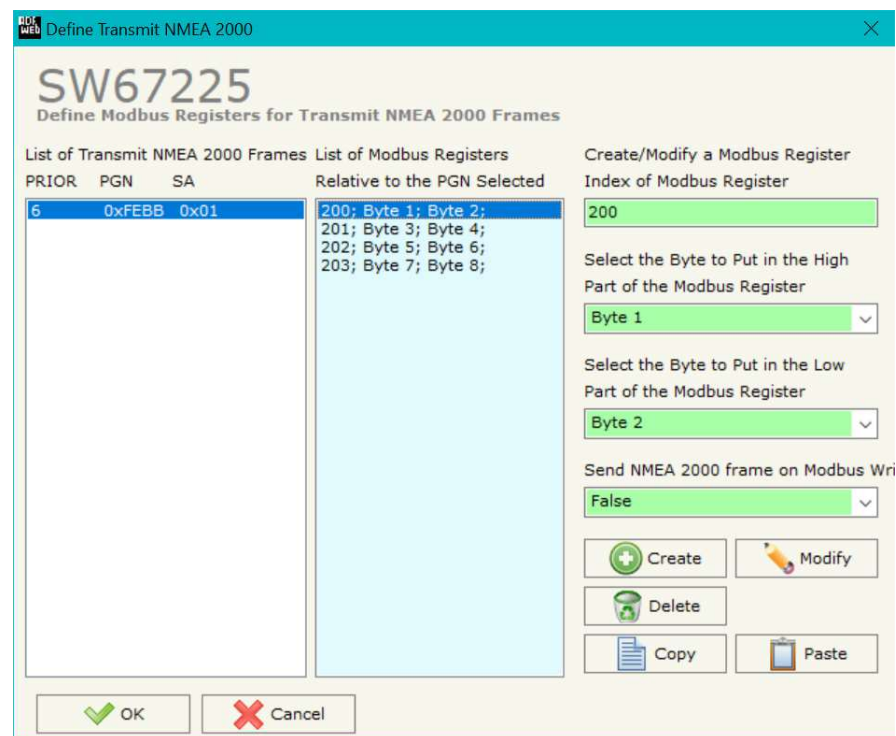 ADF
WEB
Define Transmit NMEA 2000
SW67225
Define Modbus Registers for Transmit NMEA 2000 Frames
List of Transmit NMEA 2000 Frames
PRIOR PGN SA
6 0xFEBB 0x01
List of Modbus Registers
Relative to the PGN Selected
200; Byte 1; Byte 2;
201; Byte 3; Byte 4;
202; Byte 5; Byte 6;
203; Byte 7; Byte 8;
Create/Modify a Modbus Register
Index of Modbus Register
200
Select the Byte to Put in the High
Part of the Modbus Register
Byte 1
Select the Byte to Put in the Low
Part of the Modbus Register
Byte 2
Send NMEA 2000 frame on Modbus Wri
False
Create
Modify
Delete
Copy
Paste
OK
Cancel